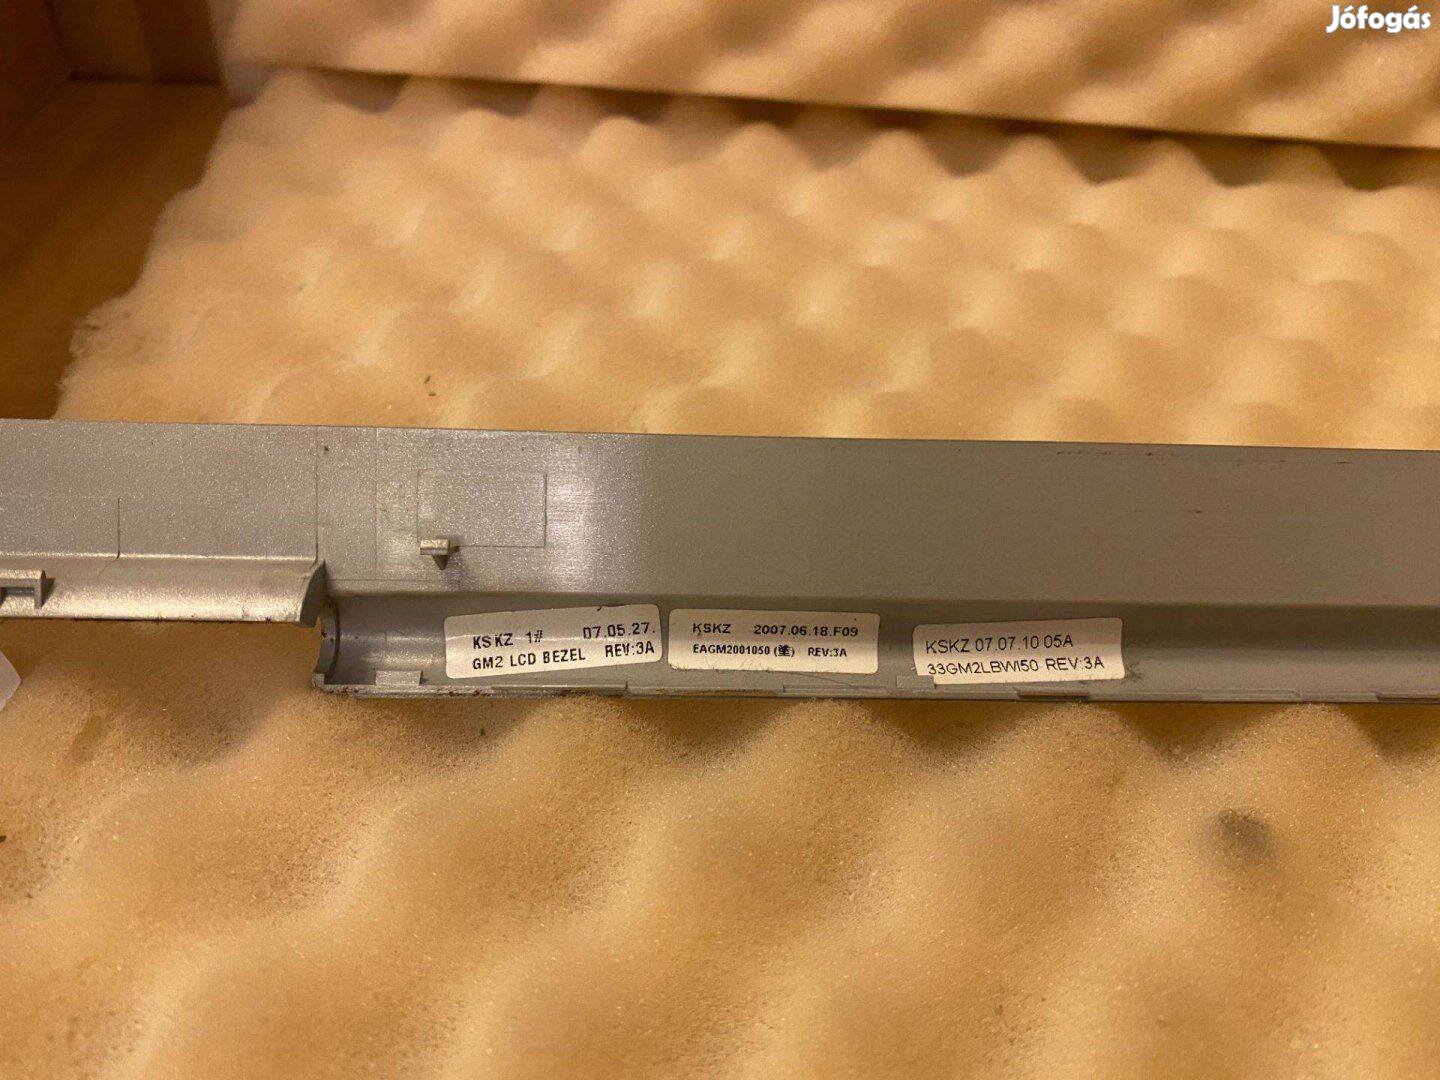 Jófogás
KSKZ 1# 07.05.27.
GM2 LCD BEZEL REV:3A
KSKZ 2007.06.18.F09
EAGM2001050 (塗) REV:3A
KSKZ 07.07.10 05A
33GM2LBWI50 REV:3A